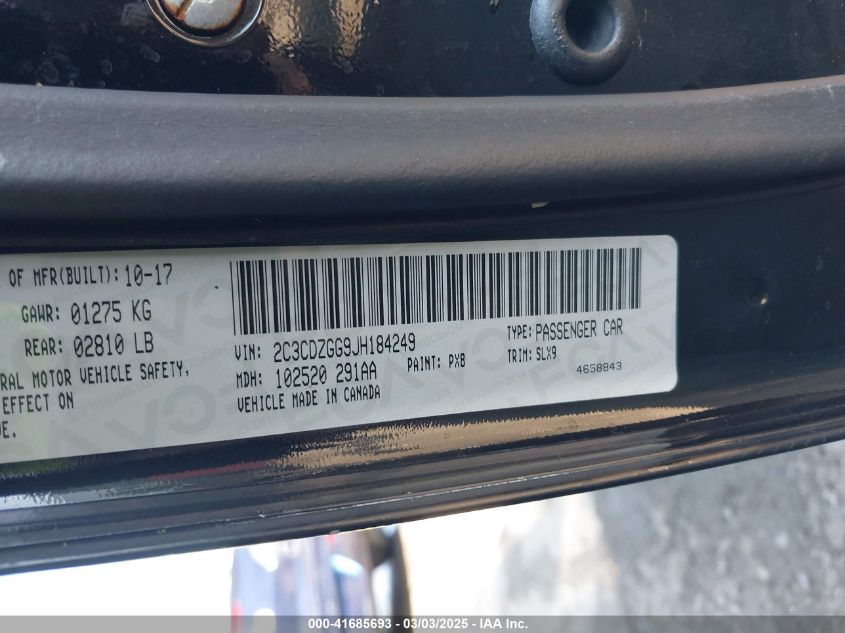 OF MFR(BUILT): 10-17
GAWR: 01275 KG
REAR: 02810 LB
MOTOR VEHICLE SAFETY,
EFFECT ON
VIN: 2C3CDZGG9JH184249
TYPE: PASSENGER CAR
MDH: 102520 291AA
PAINT: PX8
TRIM: SLX9
VEHICLE MADE IN CANADA
4658843
000-41685693 - 03/03/2025 - IAA Inc.